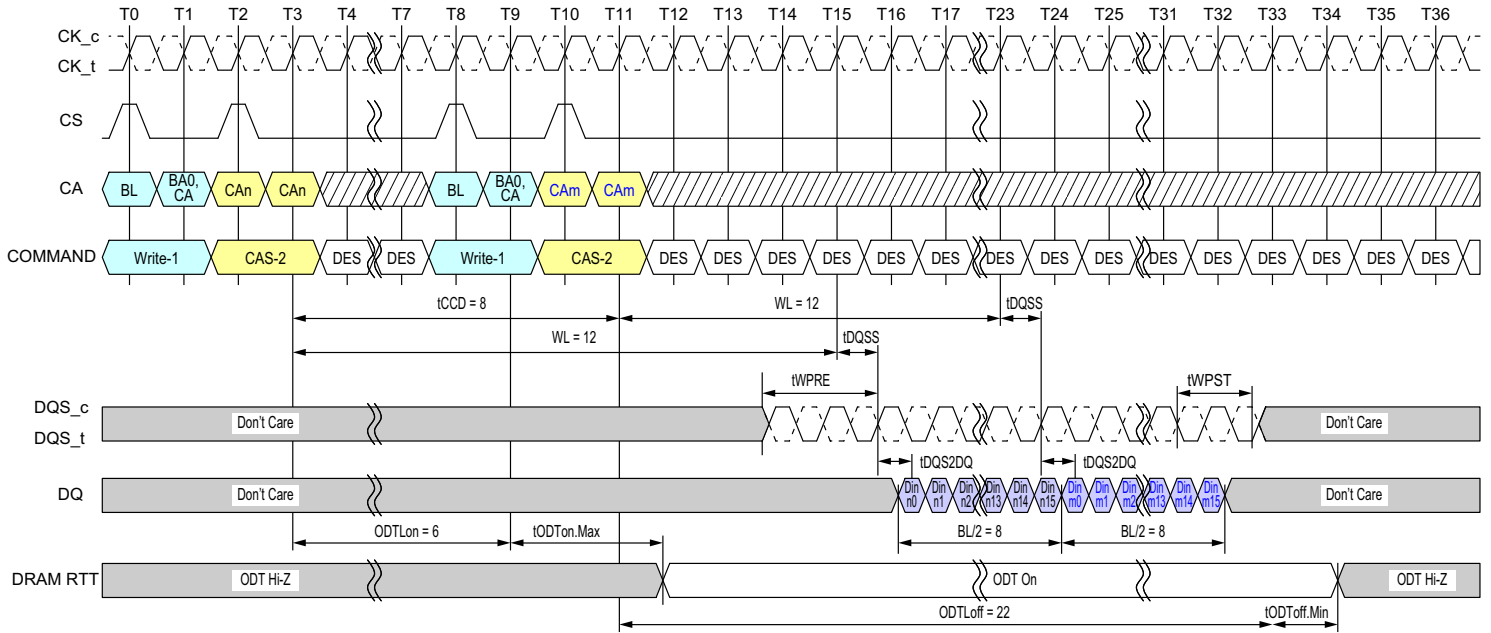 T0 T1 T2 T3 T4 T7 T8 T9 T10 T11 T12 T13 T14 T15 T16 T17 T23 T24 T25 T31 T32 T33 T34 T35 T36
CK_c
CK_t
CS
CA BL BA0, CA CAn CAn BL BA0, CA CAm CAm
COMMAND Write-1 CAS-2 DES DES Write-1 CAS-2 DES DES DES DES DES DES DES DES DES DES DES DES DES DES DES
tCCD = 8 WL = 12 tDQSS
WL = 12 tDQSS
tWPRE tWPST
DQS_c
DQS_t
Don't Care Don't Care
tDQS2DQ tDQS2DQ
DQ Don't Care Din n0 Din n1 Din n2 Din n13 Din n14 Din n15 Din m0 Din m1 Din m2 Din m13 Din m14 Din m15 Don't Care
ODTLon = 6 tODTon.Max BL/2 = 8 BL/2 = 8
DRAM RTT ODT Hi-Z ODT On ODT Hi-Z
ODTLoff = 22 tODToff.Min